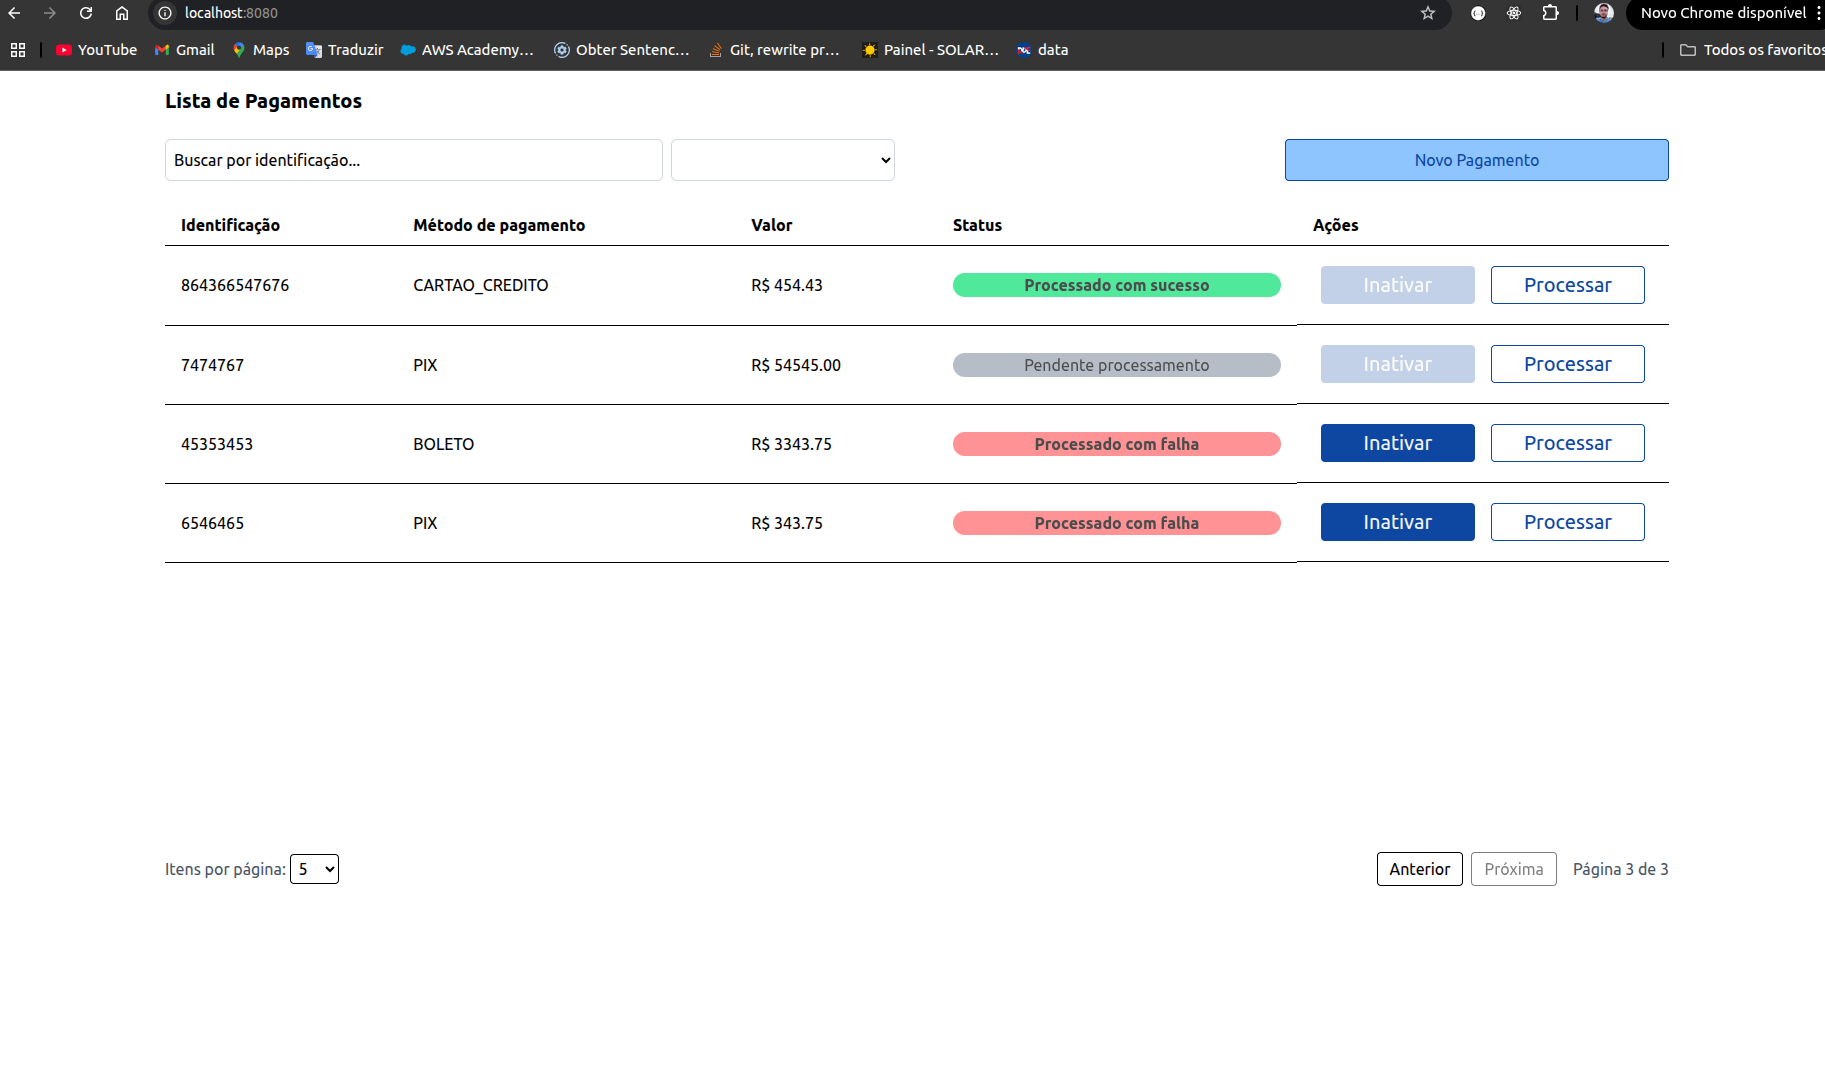 localhost:8080
Novo Chrome disponível
YouTube Gmail Maps Traduzir AWS Academy... Obter Sentenc... Git, rewrite pr... Painel - SOLAR... data Todos os favoritos
Lista de Pagamentos
Buscar por identificação...
Novo Pagamento
Identificação Método de pagamento Valor Status Ações
864366547676 CARTAO_CREDITO R$ 454.43 Processado com sucesso Inativar Processar
7474767 PIX R$ 54545.00 Pendente processamento Inativar Processar
45353453 BOLETO R$ 3343.75 Processado com falha Inativar Processar
6546465 PIX R$ 343.75 Processado com falha Inativar Processar
Itens por página: 5 Anterior Próxima Página 3 de 3